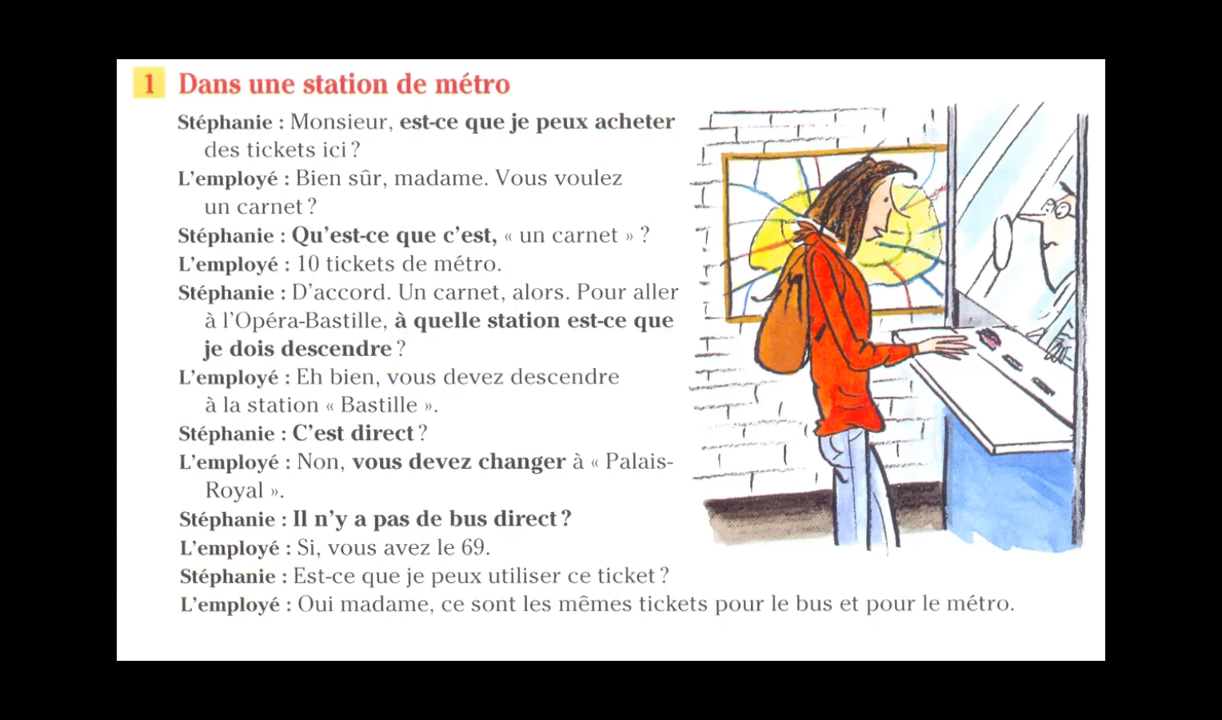 1 Dans une station de métro
Stéphanie : Monsieur, est-ce que je peux acheter
des tickets ici ?
L'employé : Bien sûr, madame. Vous voulez
un carnet ?
Stéphanie : Qu'est-ce que c'est, « un carnet » ?
L'employé : 10 tickets de métro.
Stéphanie : D'accord. Un carnet, alors. Pour aller
à l'Opéra-Bastille, à quelle station est-ce que
je dois descendre ?
L'employé : Eh bien, vous devez descendre
à la station « Bastille ».
Stéphanie : C'est direct ?
L'employé : Non, vous devez changer à « Palais-
Royal ».
Stéphanie : Il n'y a pas de bus direct ?
L'employé : Si, vous avez le 69.
Stéphanie : Est-ce que je peux utiliser ce ticket ?
L'employé : Oui madame, ce sont les mêmes tickets pour le bus et pour le métro.